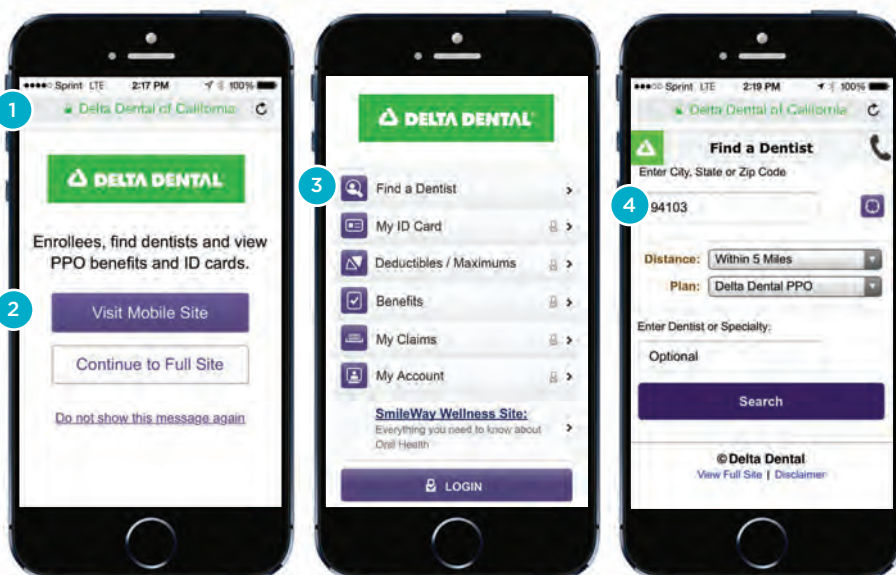 Sprint LTE 2:17 PM 100%
1
Delta Dental of California
DELTA DENTAL
Enrollees, find dentists and view
PPO benefits and ID cards.
2
Visit Mobile Site
Continue to Full Site
Do not show this message again
DELTA DENTAL
3
Find a Dentist
My ID Card
Deductibles / Maximums
Benefits
My Claims
My Account
SmileWay Wellness Site:
Everything you need to know about
Oral Health
LOGIN
Sprint LTE 2:19 PM 100%
Delta Dental of California
Find a Dentist
Enter City, State or Zip Code
4
94103
Distance: Within 5 Miles
Plan: Delta Dental PPO
Enter Dentist or Specialty:
Optional
Search
© Delta Dental
View Full Site | Disclaimer